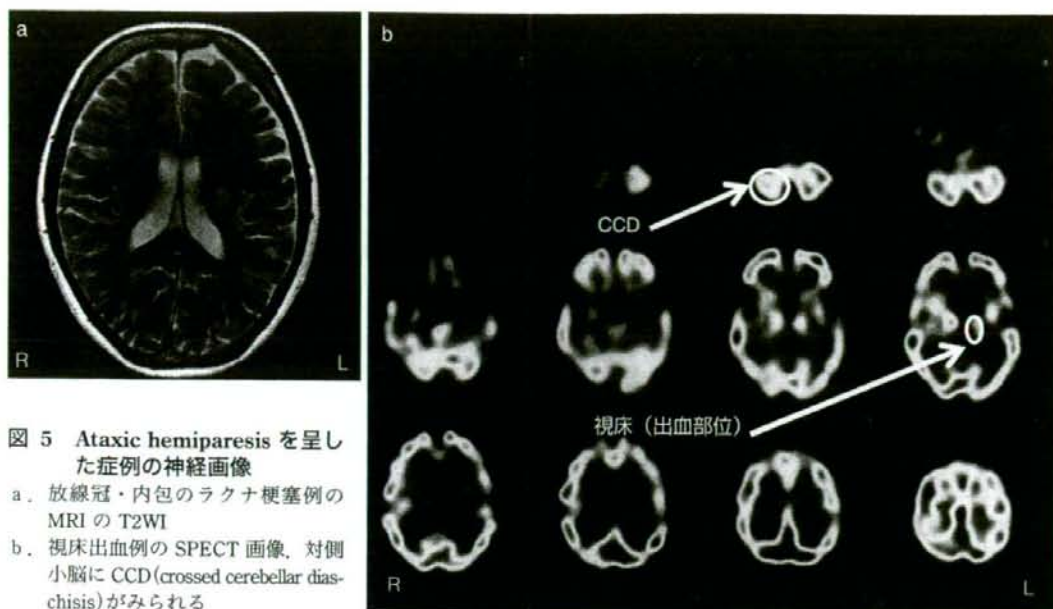 a
R
L
b
CCD
視床（出血部位）
R
L
図 5　Ataxic hemiparesis を呈し
た症例の神経画像
a．放線冠・内包のラクナ梗塞例の
MRI の T2WI
b．視床出血例の SPECT 画像，対側
小脳に CCD(crossed cerebellar dias-
chisis)がみられる